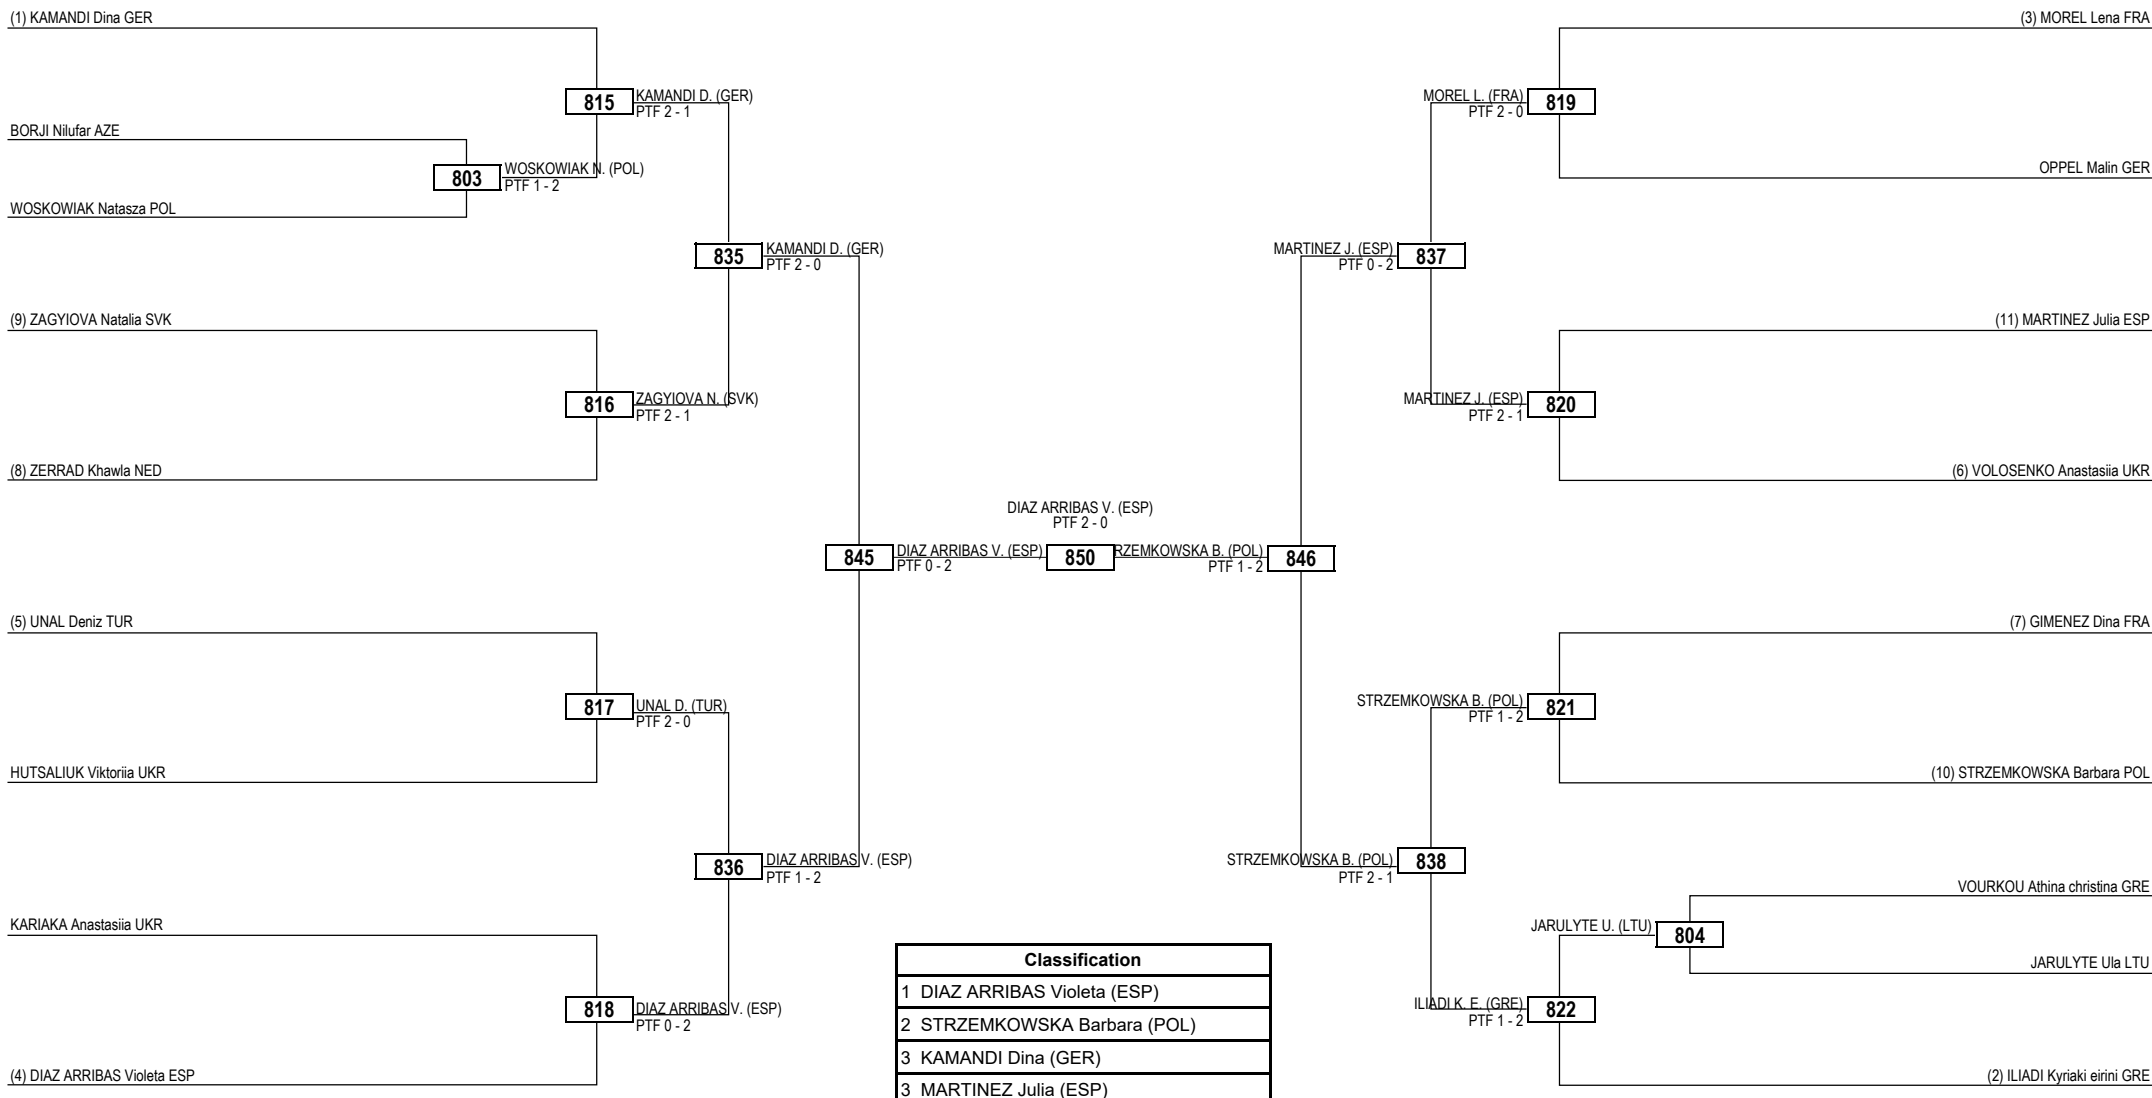 (1) KAMANDI Dina GER
(3) MOREL Lena FRA
815
KAMANDI D. (GER)
PTF 2 - 1
MOREL L. (FRA)
PTF 2 - 0
819
BORJI Nilufar AZE
803
WOSKOWIAK N. (POL)
PTF 1 - 2
OPPEL Malin GER
WOSKOWIAK Natasza POL
835
KAMANDI D. (GER)
PTF 2 - 0
MARTINEZ J. (ESP)
PTF 0 - 2
837
(9) ZAGYIOVA Natalia SVK
(11) MARTINEZ Julia ESP
816
ZAGYIOVA N. (SVK)
PTF 2 - 1
MARTINEZ J. (ESP)
PTF 2 - 1
820
(8) ZERRAD Khawla NED
(6) VOLOSENKO Anastasiia UKR
DIAZ ARRIBAS V. (ESP)
PTF 2 - 0
845
DIAZ ARRIBAS V. (ESP)
PTF 0 - 2
850
RZEMKOWSKA B. (POL)
PTF 1 - 2
846
(5) UNAL Deniz TUR
(7) GIMENEZ Dina FRA
817
UNAL D. (TUR)
PTF 2 - 0
STRZEMKOWSKA B. (POL)
PTF 1 - 2
821
HUTSALIUK Viktoriia UKR
(10) STRZEMKOWSKA Barbara POL
836
DIAZ ARRIBAS V. (ESP)
PTF 1 - 2
STRZEMKOWSKA B. (POL)
PTF 2 - 1
838
VOURKOU Athina christina GRE
KARIAKA Anastasiia UKR
JARULYTE U. (LTU)
804
JARULYTE Ula LTU
818
DIAZ ARRIBAS V. (ESP)
PTF 0 - 2
ILIADI K. E. (GRE)
PTF 1 - 2
822
(4) DIAZ ARRIBAS Violeta ESP
(2) ILIADI Kyriaki eirini GRE
Classification
1 DIAZ ARRIBAS Violeta (ESP)
2 STRZEMKOWSKA Barbara (POL)
3 KAMANDI Dina (GER)
3 MARTINEZ Julia (ESP)